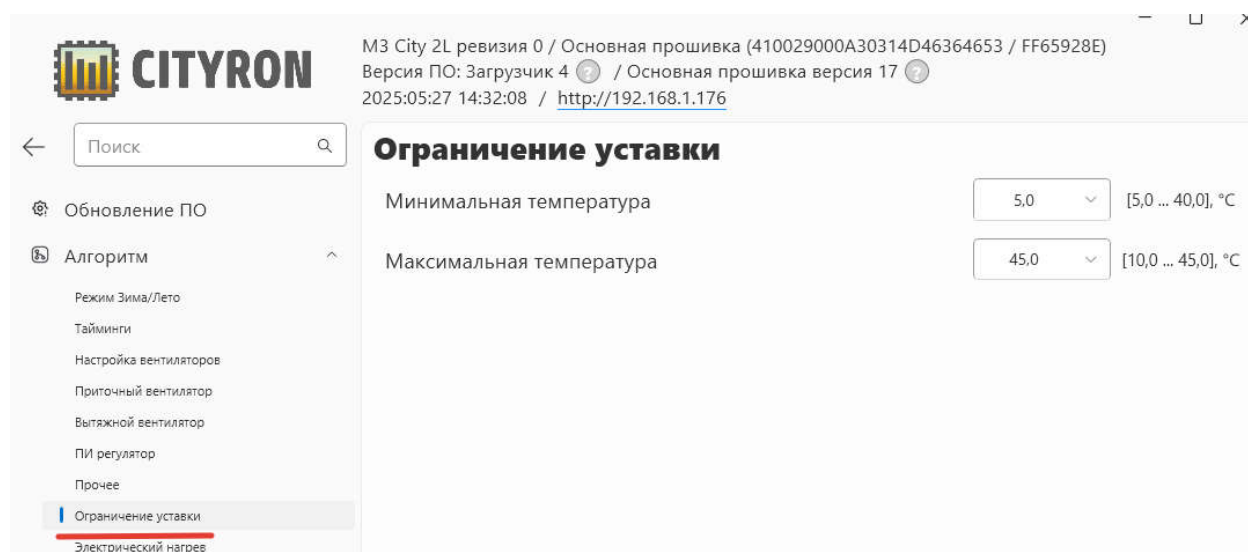 CITYRON
M3 City 2L ревизия 0 / Основная прошивка (410029000A30314D46364653 / FF65928E)
Версия ПО: Загрузчик 4 ? / Основная прошивка версия 17 ?
2025:05:27 14:32:08 / http://192.168.1.176
Поиск
Ограничение уставки
Минимальная температура 5,0 [5,0 ... 40,0], °C
Обновление ПО
Алгоритм
Максимальная температура 45,0 [10,0 ... 45,0], °C
Режим Зима/Лето
Тайминги
Настройка вентиляторов
Приточный вентилятор
Вытяжной вентилятор
ПИ регулятор
Прочее
Ограничение уставки
Электрический нагрев